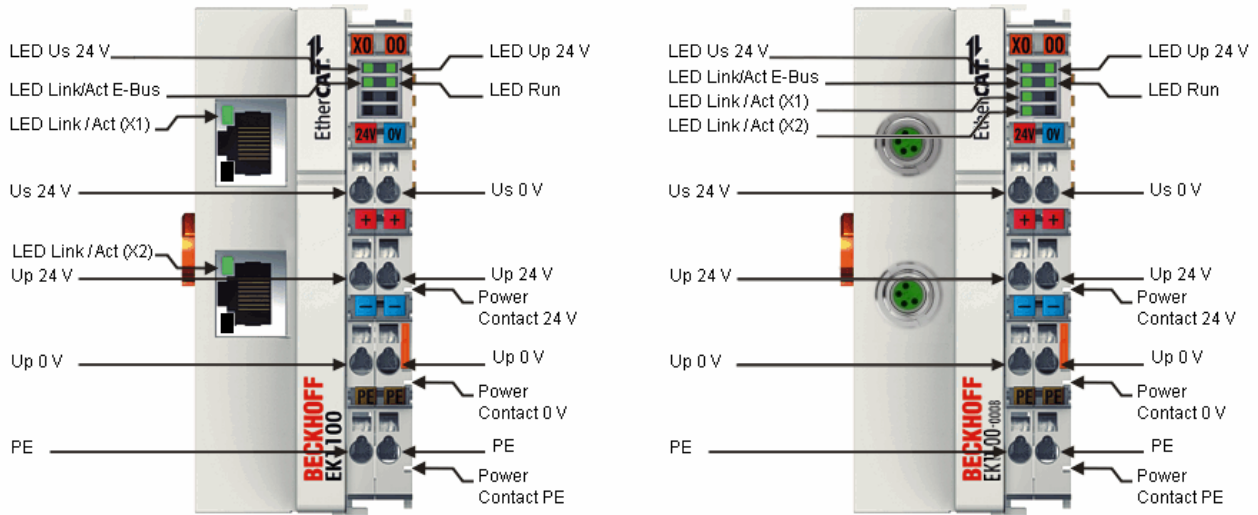 LED Us 24 V
LED Link/Act E-Bus
LED Link / Act (X1)
Us 24 V
LED Link / Act (X2)
Up 24 V
Up 0 V
PE
EtherCAT
X0 00
24V 0V
+ +
− −
PE PE
BECKHOFF
EK1100
LED Up 24 V
LED Run
Us 0 V
Up 24 V
Power
Contact 24 V
Up 0 V
Power
Contact 0 V
PE
Power
Contact PE
LED Us 24 V
LED Link/Act E-Bus
LED Link / Act (X1)
LED Link / Act (X2)
Us 24 V
Up 24 V
Up 0 V
PE
EtherCAT
X0 00
24V 0V
+ +
− −
PE PE
BECKHOFF
EK1100-0008
LED Up 24 V
LED Run
Us 0 V
Up 24 V
Power
Contact 24 V
Up 0 V
Power
Contact 0 V
PE
Power
Contact PE